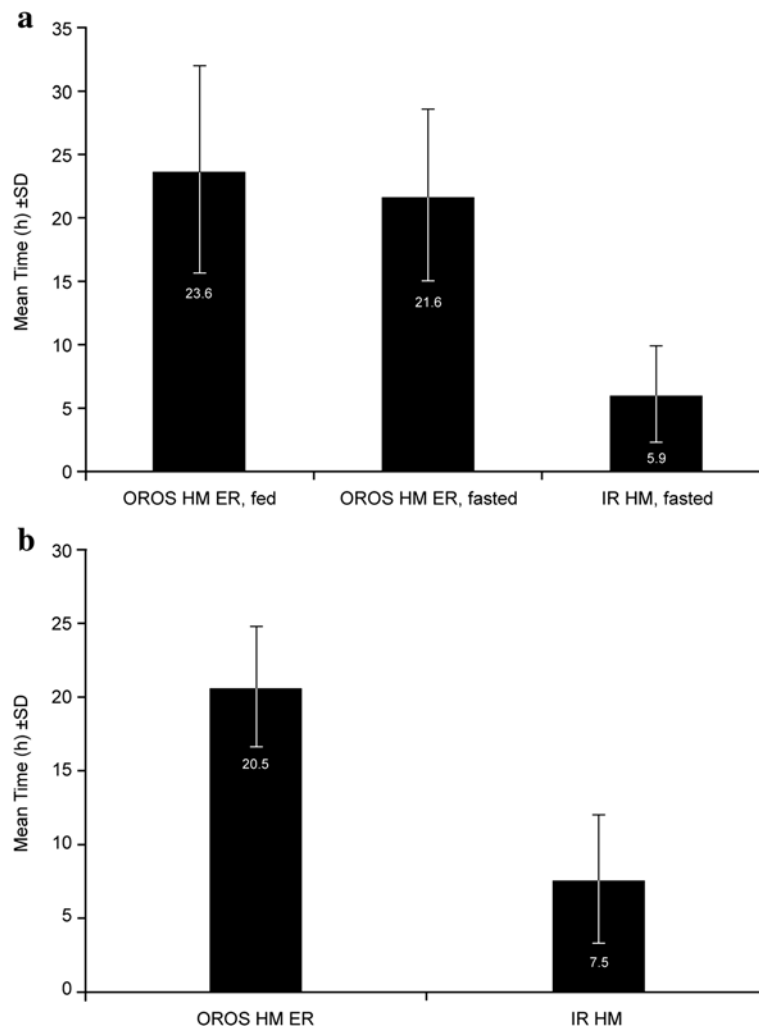 a
Mean Time (h) ±SD
35
30
25
20
15
10
5
0
23.6
21.6
5.9
OROS HM ER, fed
OROS HM ER, fasted
IR HM, fasted
b
Mean Time (h) ±SD
30
25
20
15
10
5
0
20.5
7.5
OROS HM ER
IR HM